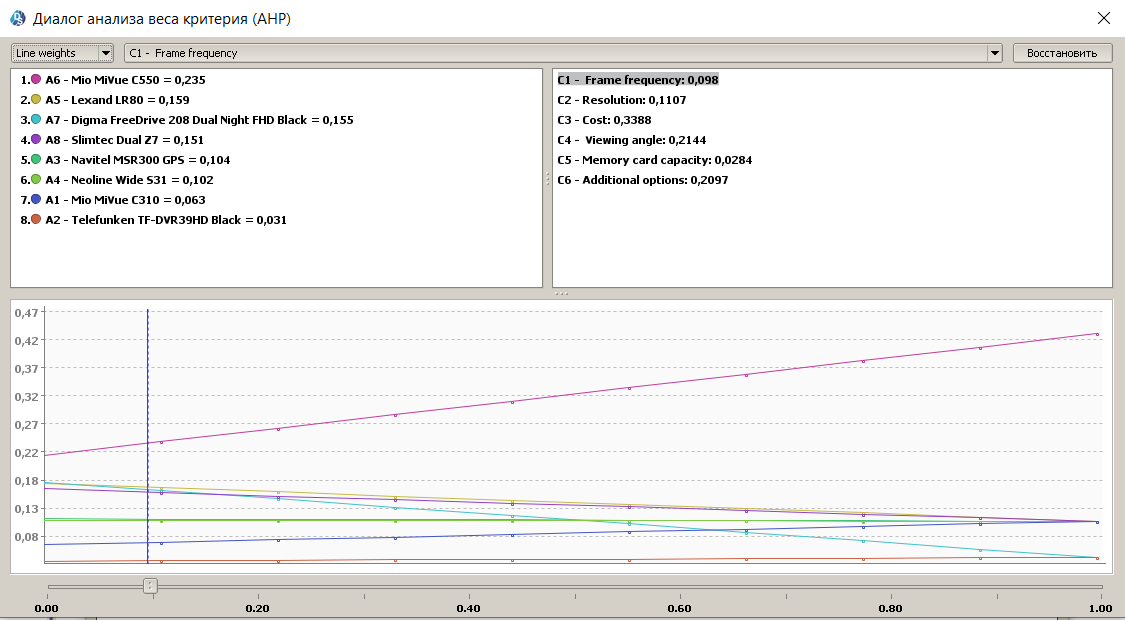 Диалог анализа веса критерия (AHP)
Line weights C1 - Frame frequency Восстановить
1. A6 - Mio MiVue C550 = 0,235
2. A5 - Lexand LR80 = 0,159
3. A7 - Digma FreeDrive 208 Dual Night FHD Black = 0,155
4. A8 - Slimtec Dual Z7 = 0,151
5. A3 - Navitel MSR300 GPS = 0,104
6. A4 - Neoline Wide S31 = 0,102
7. A1 - Mio MiVue C310 = 0,063
8. A2 - Telefunken TF-DVR39HD Black = 0,031
C1 - Frame frequency: 0,098
C2 - Resolution: 0,1107
C3 - Cost: 0,3388
C4 - Viewing angle: 0,2144
C5 - Memory card capacity: 0,0284
C6 - Additional options: 0,2097
0,47
0,42
0,37
0,32
0,27
0,22
0,18
0,13
0,08
0.00 0.20 0.40 0.60 0.80 1.00